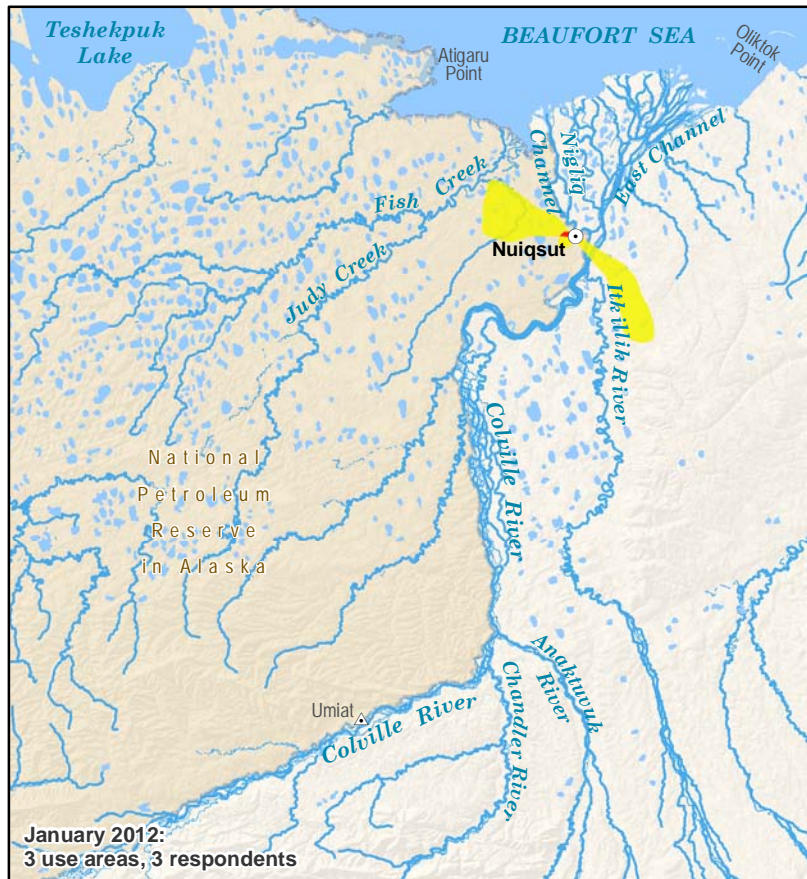 Teshekpuk
Lake
BEAUFORT SEA
Oliktok
Point
Atigaru
Point
Nigliq
Channel
East Channel
Fish Creek
Judy Creek
Nuiqsut
Itkillik River
Colville River
National
Petroleum
Reserve
in Alaska
Anaktuvuk
River
Chandler River
Umiat
Colville River
January 2012:
3 use areas, 3 respondents